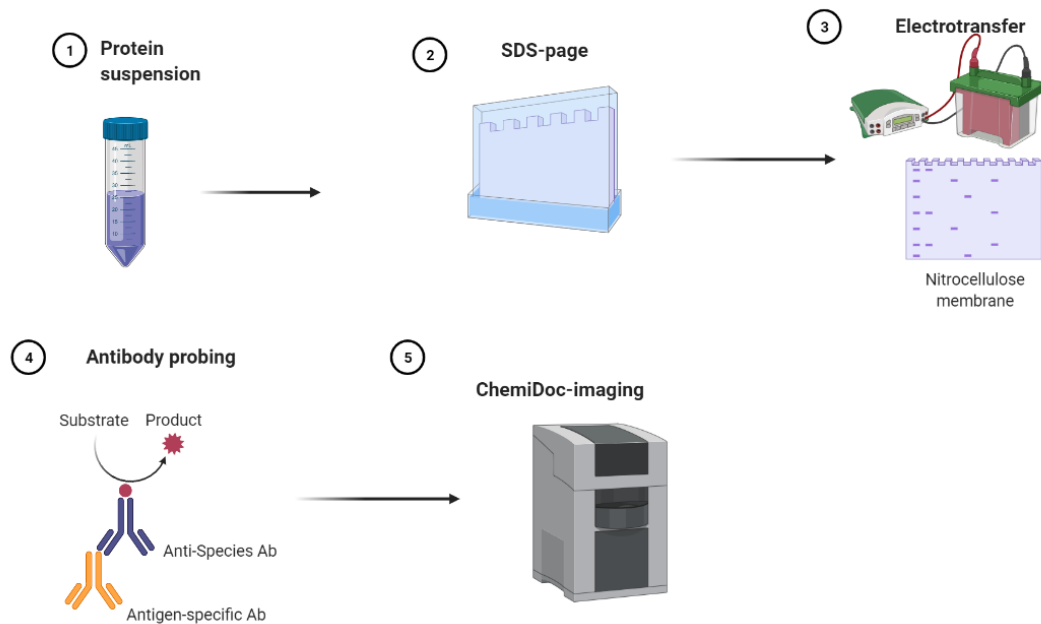 1
Protein
suspension
2
SDS-page
3
Electrotransfer
Nitrocellulose
membrane
4
Antibody probing
Substrate
Product
Anti-Species Ab
Antigen-specific Ab
5
ChemiDoc-imaging